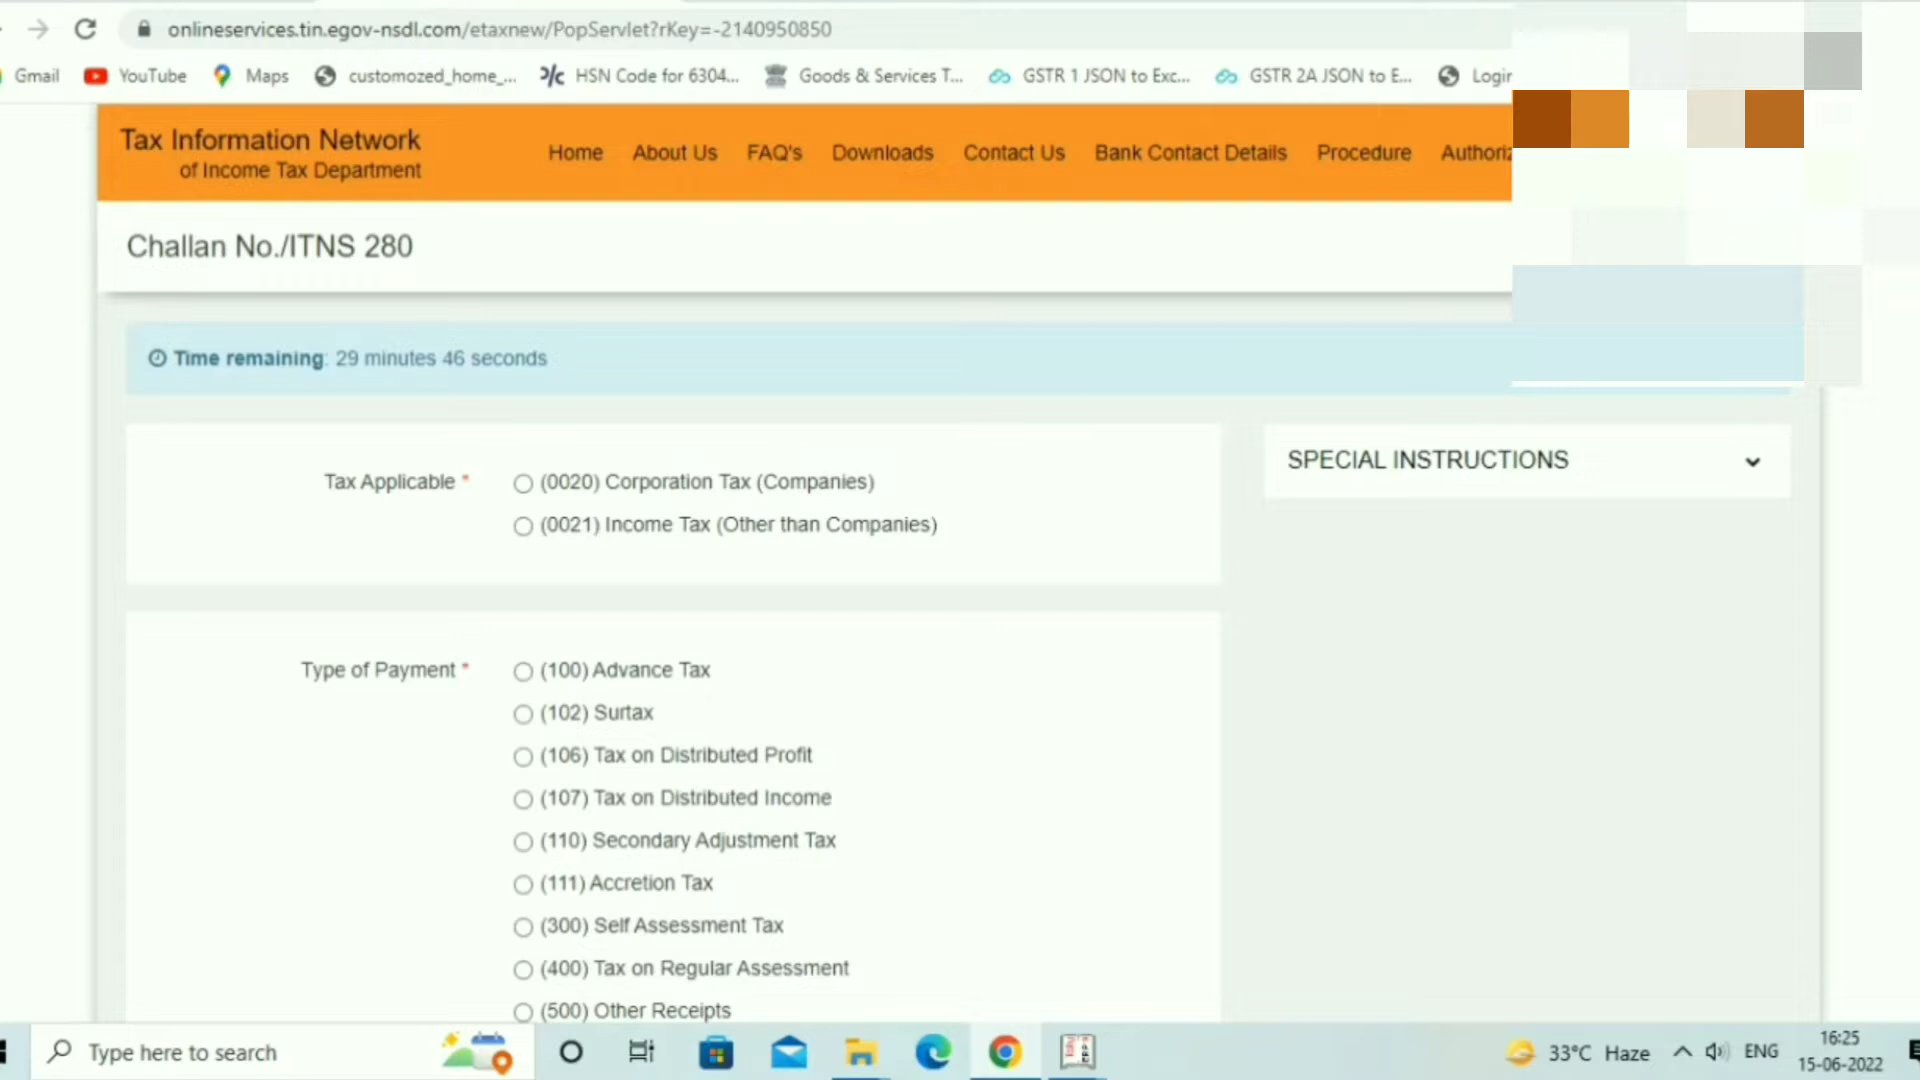 onlineservices.tin.egov-nsdl.com/etaxnew/PopServlet?rKey=-2140950850
Gmail YouTube Maps customozed_home_... HSN Code for 6304... Goods & Services T... GSTR 1 JSON to Exc... GSTR 2A JSON to E... Login
Tax Information Network
of Income Tax Department
Home About Us FAQ's Downloads Contact Us Bank Contact Details Procedure
Challan No./ITNS 280
Time remaining: 29 minutes 46 seconds
SPECIAL INSTRUCTIONS
Tax Applicable * (0020) Corporation Tax (Companies)
(0021) Income Tax (Other than Companies)
Type of Payment * (100) Advance Tax
(102) Surtax
(106) Tax on Distributed Profit
(107) Tax on Distributed Income
(110) Secondary Adjustment Tax
(111) Accretion Tax
(300) Self Assessment Tax
(400) Tax on Regular Assessment
(500) Other Receipts
Type here to search
33°C Haze ENG 16:25
15-06-2022